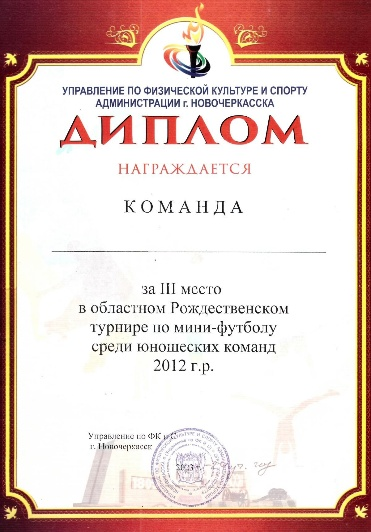 УПРАВЛЕНИЕ ПО ФИЗИЧЕСКОЙ КУЛЬТУРЕ И СПОРТУ
АДМИНИСТРАЦИИ г. НОВОЧЕРКАССКА
ДИПЛОМ
НАГРАЖДАЕТСЯ
КОМАНДА
за III место
в областном Рождественском
турнире по мини-футболу
среди юношеских команд
2012 г.р.
Управление по ФК и С
г. Новочеркасск